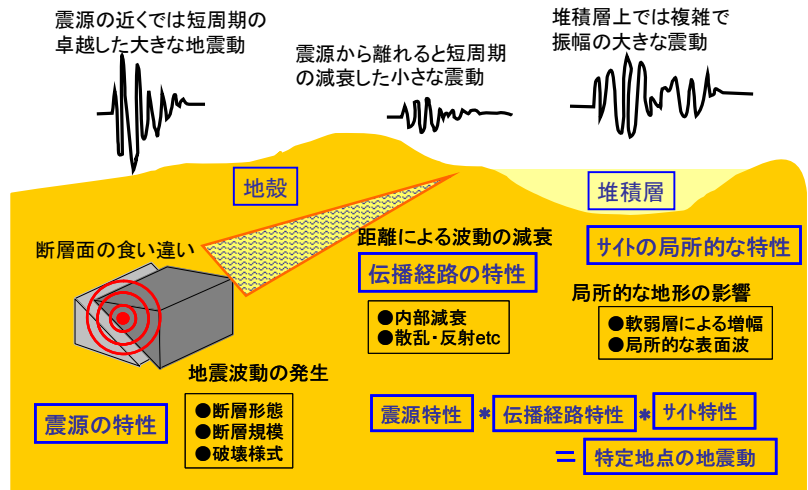 震源の近くでは短周期の
卓越した大きな地震動
震源から離れると短周期
の減衰した小さな震動
堆積層上では複雑で
振幅の大きな震動
地殻
堆積層
断層面の食い違い
距離による波動の減衰
伝播経路の特性
●内部減衰
●散乱・反射etc
サイトの局所的な特性
局所的な地形の影響
●軟弱層による増幅
●局所的な表面波
地震波動の発生
震源の特性
●断層形態
●断層規模
●破壊様式
震源特性 * 伝播経路特性 * サイト特性
= 特定地点の地震動